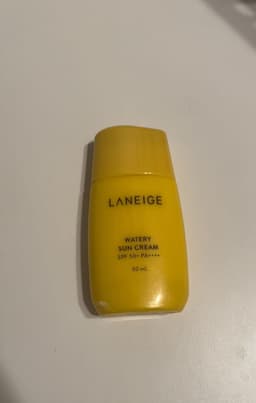 LANEIGE
WATERY
SUN CREAM
SPF 50+ PA++++
50 mL